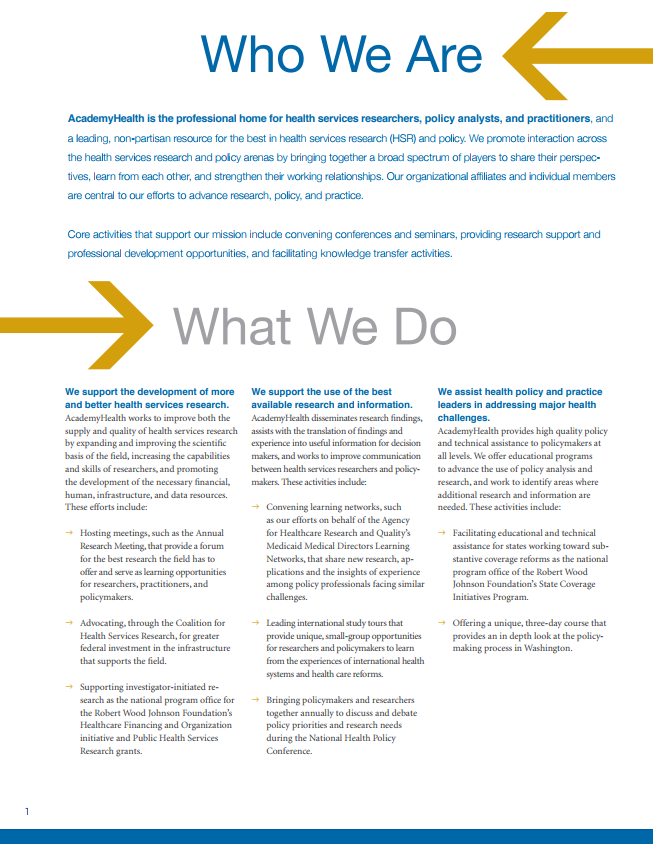 Who We Are
AcademyHealth is the professional home for health services researchers, policy analysts, and practitioners, and
a leading, non-partisan resource for the best in health services research (HSR) and policy. We promote interaction across
the health services research and policy arenas by bringing together a broad spectrum of players to share their perspec-
tives, learn from each other, and strengthen their working relationships. Our organizational affiliates and individual members
are central to our efforts to advance research, policy, and practice.
Core activities that support our mission include convening conferences and seminars, providing research support and
professional development opportunities, and facilitating knowledge transfer activities.
What We Do
We support the development of more
and better health services research.
AcademyHealth works to improve both the
supply and quality of health services research
by expanding and improving the scientific
basis of the field, increasing the capabilities
and skills of researchers, and promoting
the development of the necessary financial,
human, infrastructure, and data resources.
These efforts include:
→ Hosting meetings, such as the Annual
Research Meeting, that provide a forum
for the best research the field has to
offer and serve as learning opportunities
for researchers, practitioners, and
policymakers.
→ Advocating, through the Coalition for
Health Services Research, for greater
federal investment in the infrastructure
that supports the field.
→ Supporting investigator-initiated re-
search as the national program office for
the Robert Wood Johnson Foundation's
Healthcare Financing and Organization
initiative and Public Health Services
Research grants.
We support the use of the best
available research and information.
AcademyHealth disseminates research findings,
assists with the translation of findings and
experience into useful information for decision
makers, and works to improve communication
between health services researchers and policy-
makers. These activities include:
→ Convening learning networks, such
as our efforts on behalf of the Agency
for Healthcare Research and Quality's
Medicaid Medical Directors Learning
Networks, that share new research, ap-
plications and the insights of experience
among policy professionals facing similar
challenges.
→ Leading international study tours that
provide unique, small-group opportunities
for researchers and policymakers to learn
from the experiences of international health
systems and health care reforms.
→ Bringing policymakers and researchers
together annually to discuss and debate
policy priorities and research needs
during the National Health Policy
Conference.
We assist health policy and practice
leaders in addressing major health
challenges.
AcademyHealth provides high quality policy
and technical assistance to policymakers at
all levels. We offer educational programs
to advance the use of policy analysis and
research, and work to identify areas where
additional research and information are
needed. These activities include:
→ Facilitating educational and technical
assistance for states working toward sub-
stantive coverage reforms as the national
program office of the Robert Wood
Johnson Foundation's State Coverage
Initiatives Program.
→ Offering a unique, three-day course that
provides an in depth look at the policy-
making process in Washington.
1